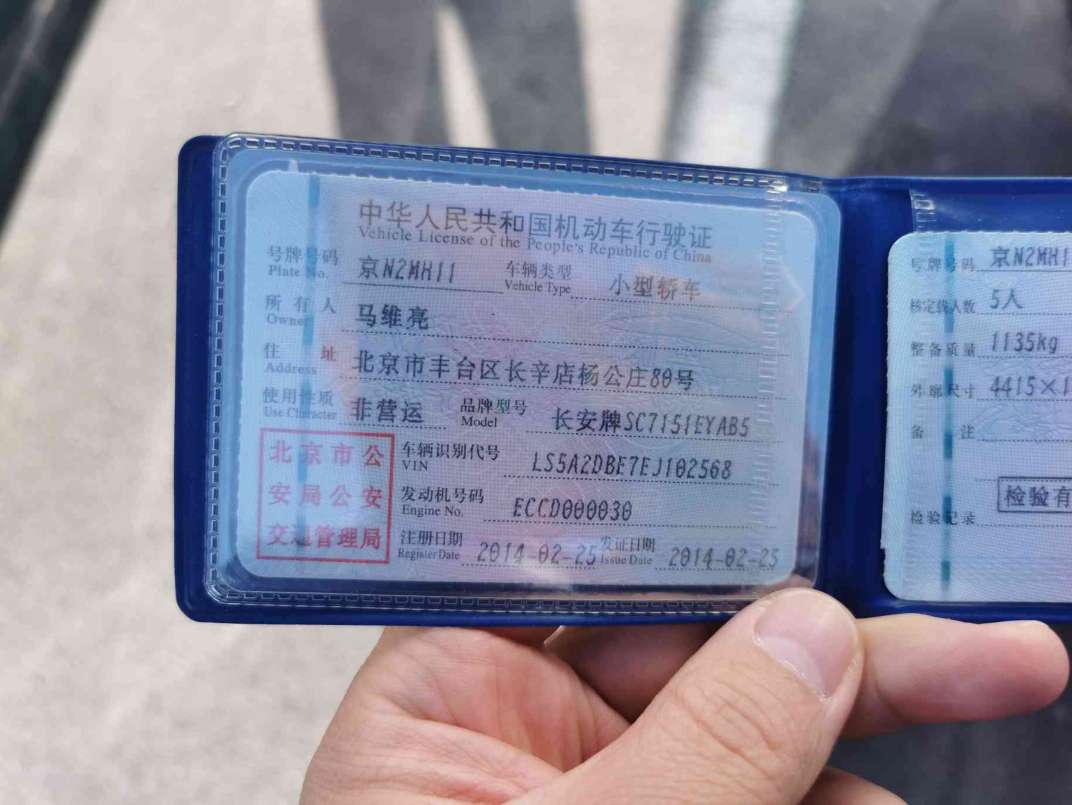 中华人民共和国机动车行驶证
Vehicle License of the People's Republic of China
号牌号码 京N2MH11 车辆类型 小型轿车
Plate No. Vehicle Type
所有人 马维亮
Owner
住址 北京市丰台区长辛店杨公庄80号
Address
使用性质 非营运 品牌型号 长安牌SC7151EYAB5
Use Character Model
北京市公 车辆识别代号 LS5A2DBE7EJ102568
VIN
安局公安 发动机号码 ECCD000030
Engine No.
交通管理局 注册日期 2014-02-25 发证日期 2014-02-25
Register Date Issue Date
号牌号码 京N2MH1
核定载人数 5人
整备质量 1135kg
外廓尺寸 4415×1
备注
检验有
检验记录